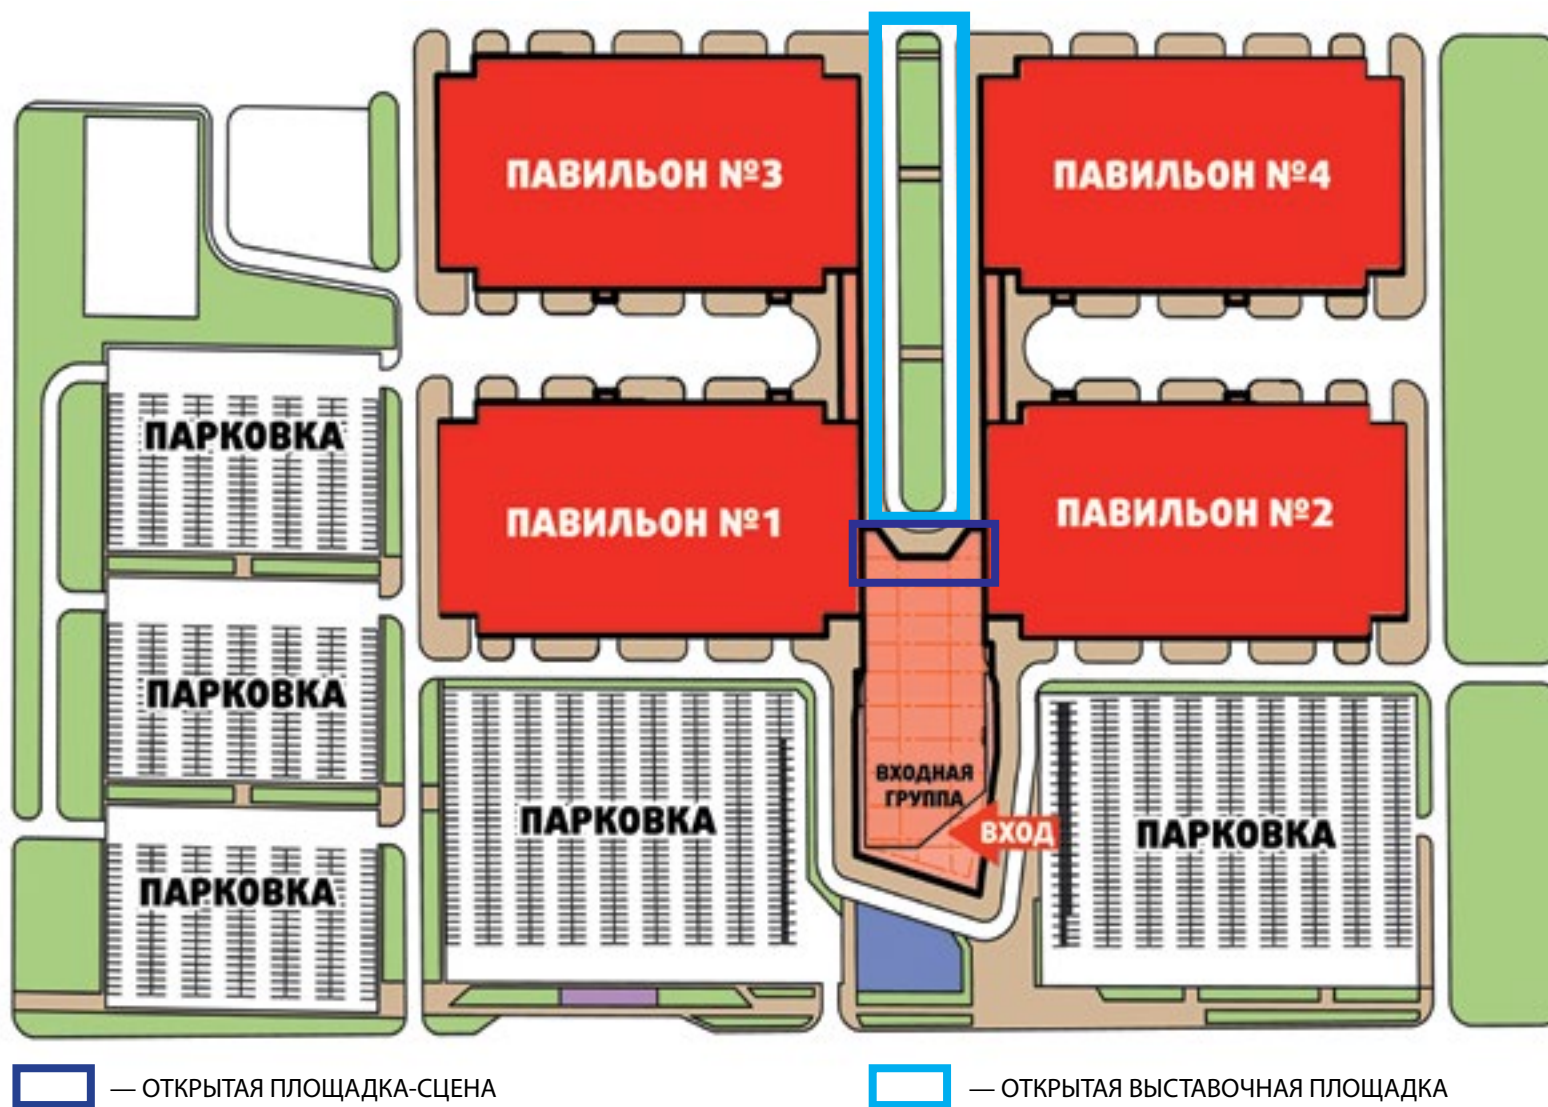 ПАВИЛЬОН №3
ПАВИЛЬОН №4
ПАРКОВКА
ПАВИЛЬОН №1
ПАВИЛЬОН №2
ПАРКОВКА
ВХОДНАЯ
ГРУППА
ВХОД
ПАРКОВКА
ПАРКОВКА
ПАРКОВКА
— ОТКРЫТАЯ ПЛОЩАДКА-СЦЕНА
— ОТКРЫТАЯ ВЫСТАВОЧНАЯ ПЛОЩАДКА